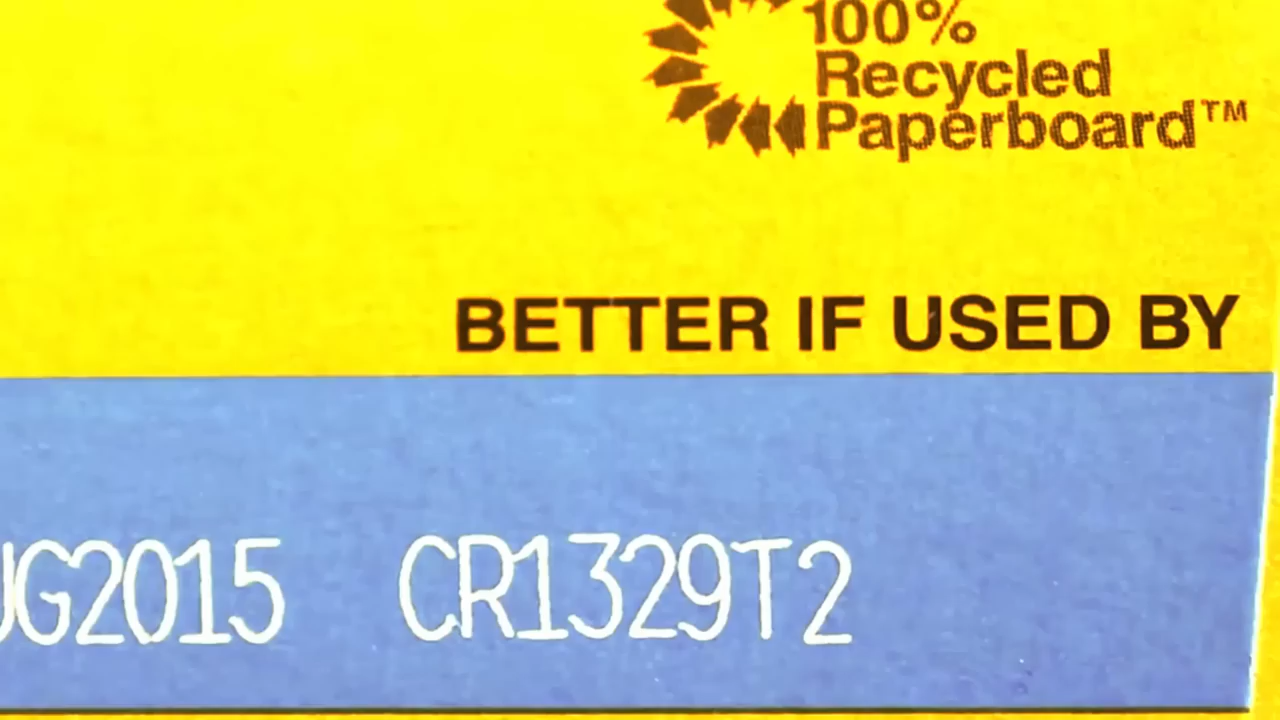 100%
Recycled
Paperboard™
BETTER IF USED BY
UG2015 CR1329T2